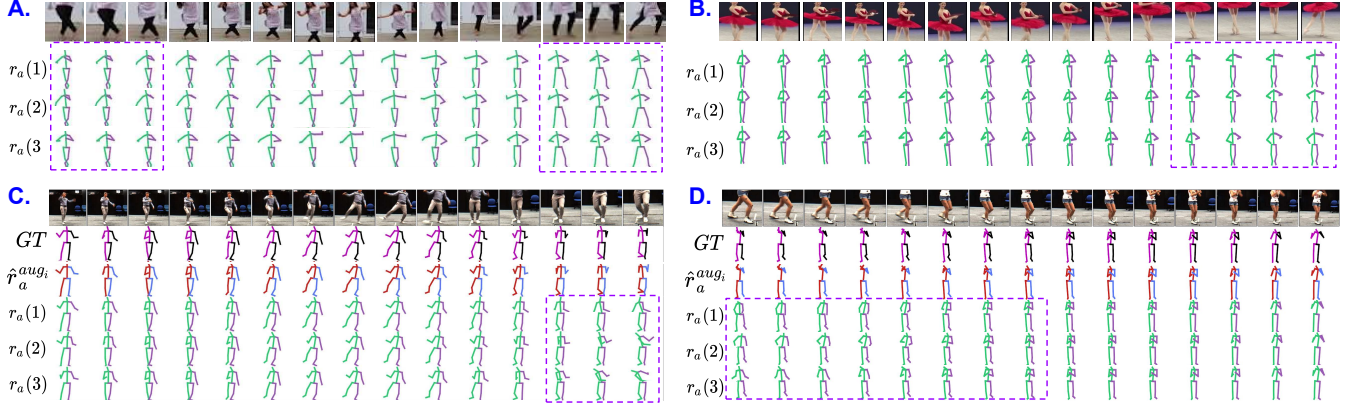 A.
r_a(1)
r_a(2)
r_a(3
B.
r_a(1)
r_a(2)
r_a(3)
C.
GT
r̂_a^{aug_i}
r_a(1)
r_a(2)
r_a(3)
D.
GT
r̂_a^{aug_i}
r_a(1)
r_a(2)
r_a(3)